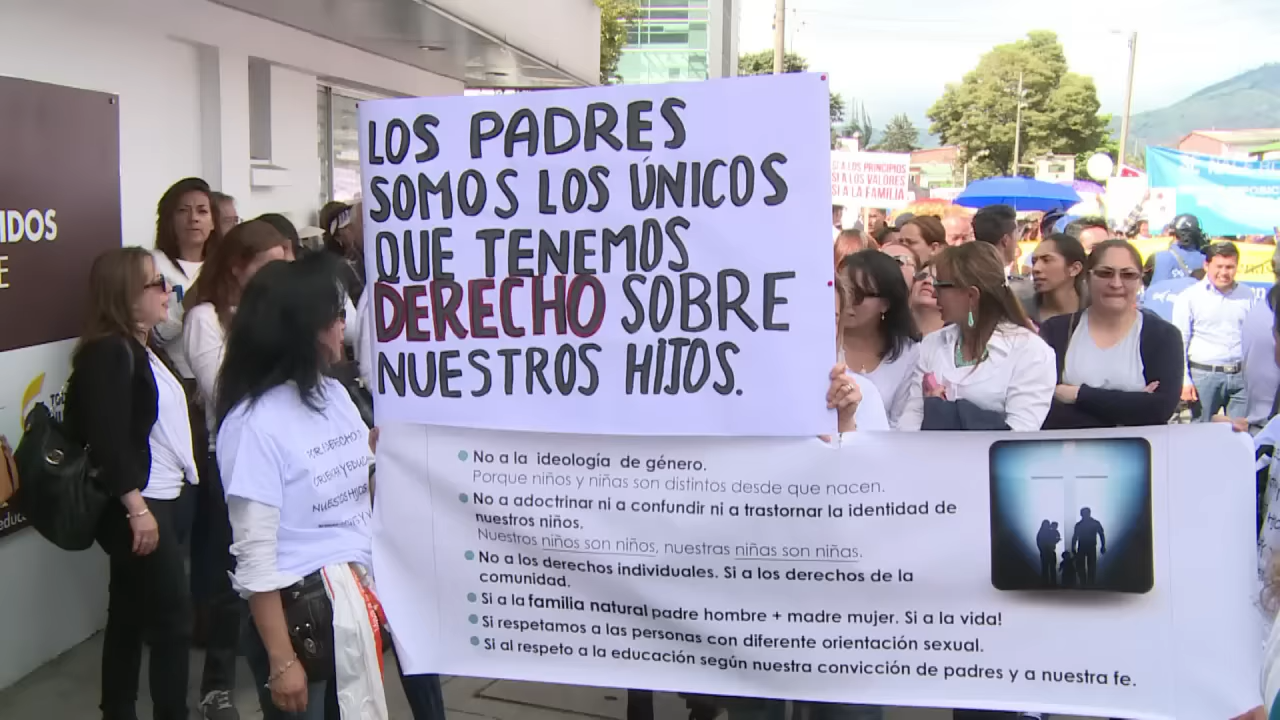 LOS PADRES
SOMOS LOS ÚNICOS
QUE TENEMOS
DERECHO SOBRE
NUESTROS HIJOS.
No a la ideología de género.
Porque niños y niñas son distintos desde que nacen.
No a adoctrinar ni a confundir ni a trastornar la identidad de
nuestros niños.
Nuestros niños son niños, nuestras niñas son niñas.
No a los derechos individuales. Si a los derechos de la
comunidad.
Si a la familia natural padre hombre + madre mujer. Si a la vida!
Si respetamos a las personas con diferente orientación sexual.
Si al respeto a la educación según nuestra convicción de padres y a nuestra fe.
SI A LOS PRINCIPIOS
SI A LOS VALORES
SI A LA FAMILIA
IDOS
E
NUESTROS HIJOS